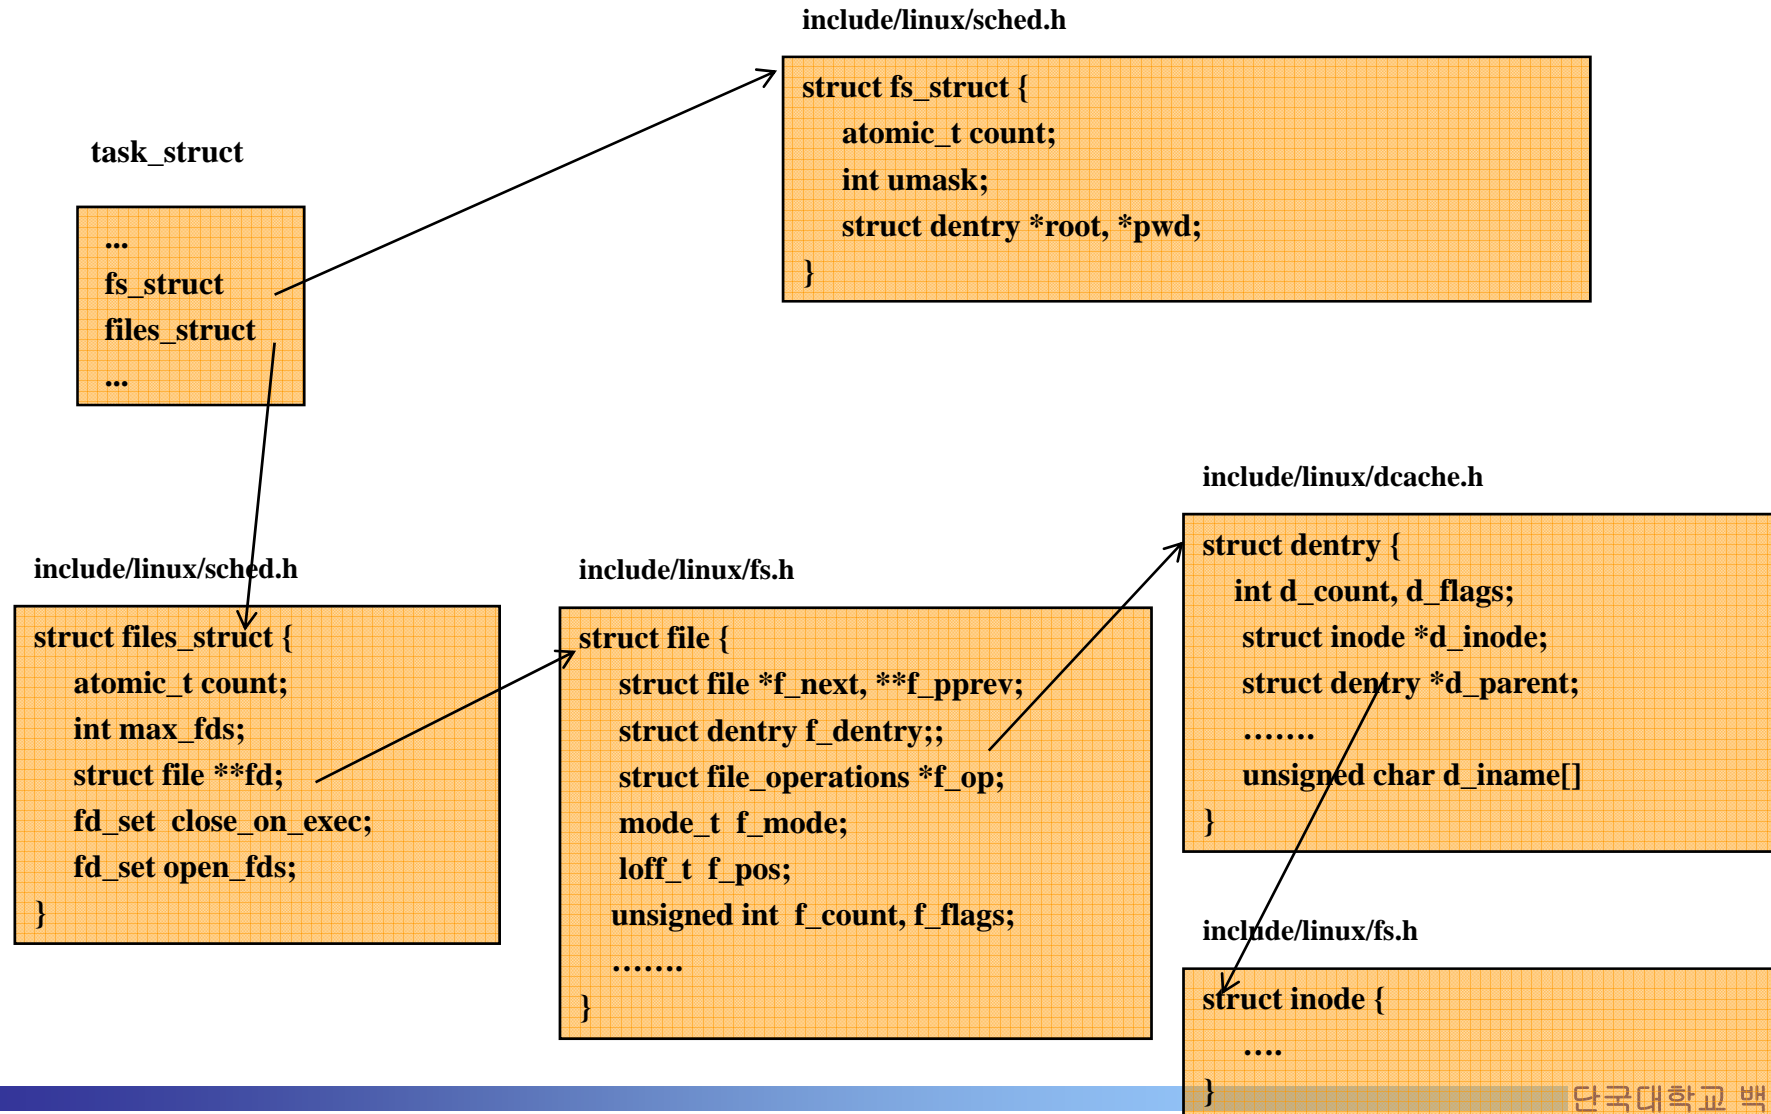 include/linux/sched.h
struct fs_struct {
atomic_t count;
int umask;
struct dentry *root, *pwd;
}
task_struct
...
fs_struct
files_struct
...
include/linux/sched.h
struct files_struct {
atomic_t count;
int max_fds;
struct file **fd;
fd_set close_on_exec;
fd_set open_fds;
}
include/linux/fs.h
struct file {
struct file *f_next, **f_pprev;
struct dentry f_dentry;;
struct file_operations *f_op;
mode_t f_mode;
loff_t f_pos;
unsigned int f_count, f_flags;
…….
}
include/linux/dcache.h
struct dentry {
int d_count, d_flags;
struct inode *d_inode;
struct dentry *d_parent;
…….
unsigned char d_iname[]
}
include/linux/fs.h
struct inode {
….
}
단국대학교 백